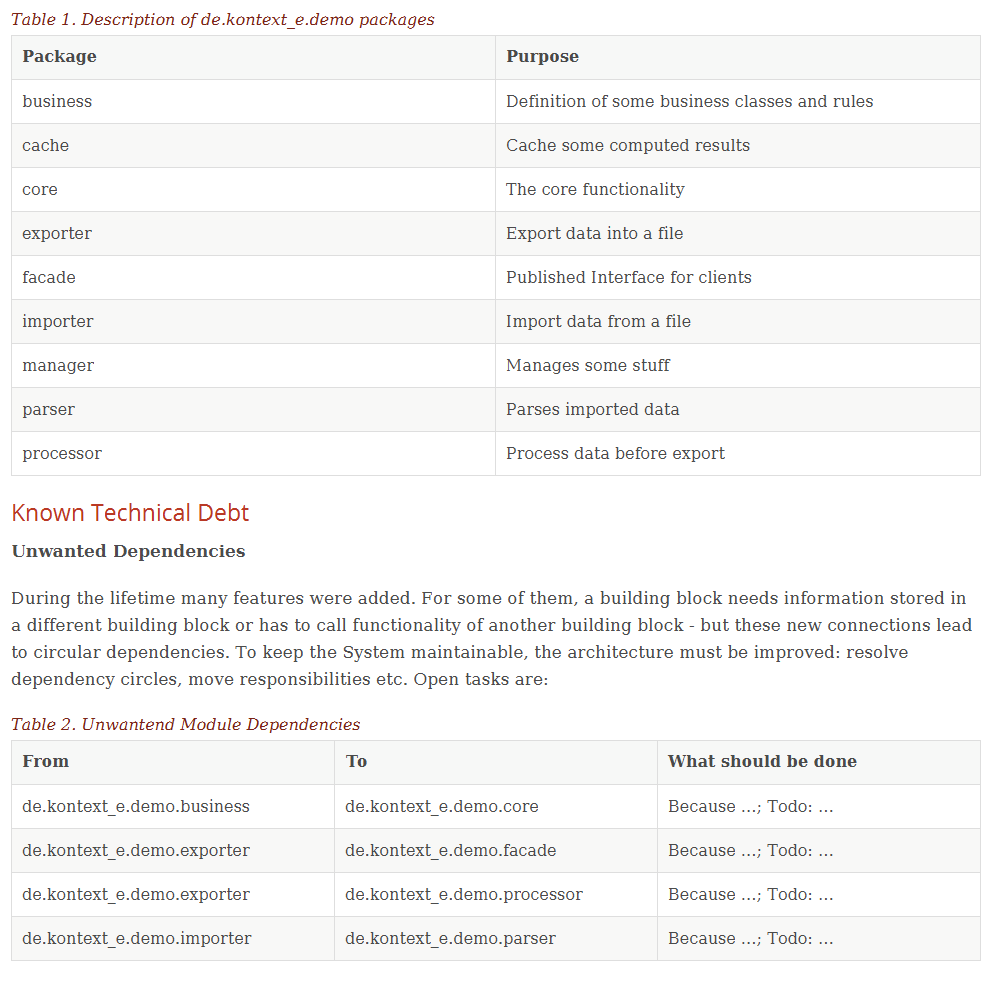 Table 1. Description of de.kontext_e.demo packages
Package Purpose
business Definition of some business classes and rules
cache Cache some computed results
core The core functionality
exporter Export data into a file
facade Published Interface for clients
importer Import data from a file
manager Manages some stuff
parser Parses imported data
processor Process data before export
Known Technical Debt
Unwanted Dependencies
During the lifetime many features were added. For some of them, a building block needs information stored in
a different building block or has to call functionality of another building block - but these new connections lead
to circular dependencies. To keep the System maintainable, the architecture must be improved: resolve
dependency circles, move responsibilities etc. Open tasks are:
Table 2. Unwantend Module Dependencies
From To What should be done
de.kontext_e.demo.business de.kontext_e.demo.core Because ...; Todo: ...
de.kontext_e.demo.exporter de.kontext_e.demo.facade Because ...; Todo: ...
de.kontext_e.demo.exporter de.kontext_e.demo.processor Because ...; Todo: ...
de.kontext_e.demo.importer de.kontext_e.demo.parser Because ...; Todo: ...